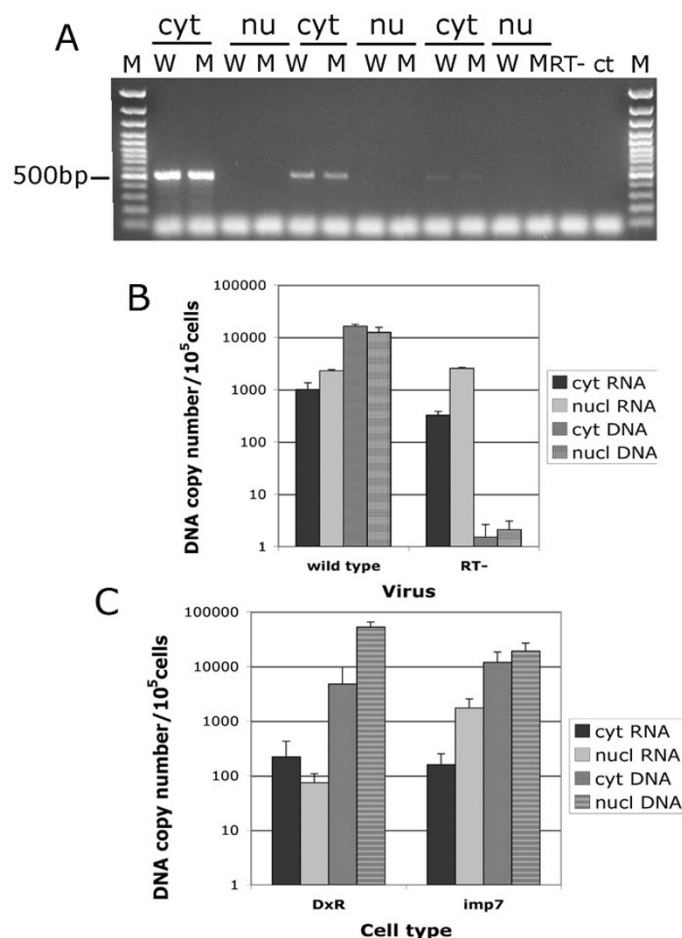 A
cyt nu cyt nu cyt nu
M W M W M W M W M W M W M RT- ct M
500bp
B
DNA copy number/10⁵cells
100000
10000
1000
100
10
1
wild type RT-
Virus
cyt RNA
nucl RNA
cyt DNA
nucl DNA
C
DNA copy number/10⁵cells
100000
10000
1000
100
10
1
DxR imp7
Cell type
cyt RNA
nucl RNA
cyt DNA
nucl DNA